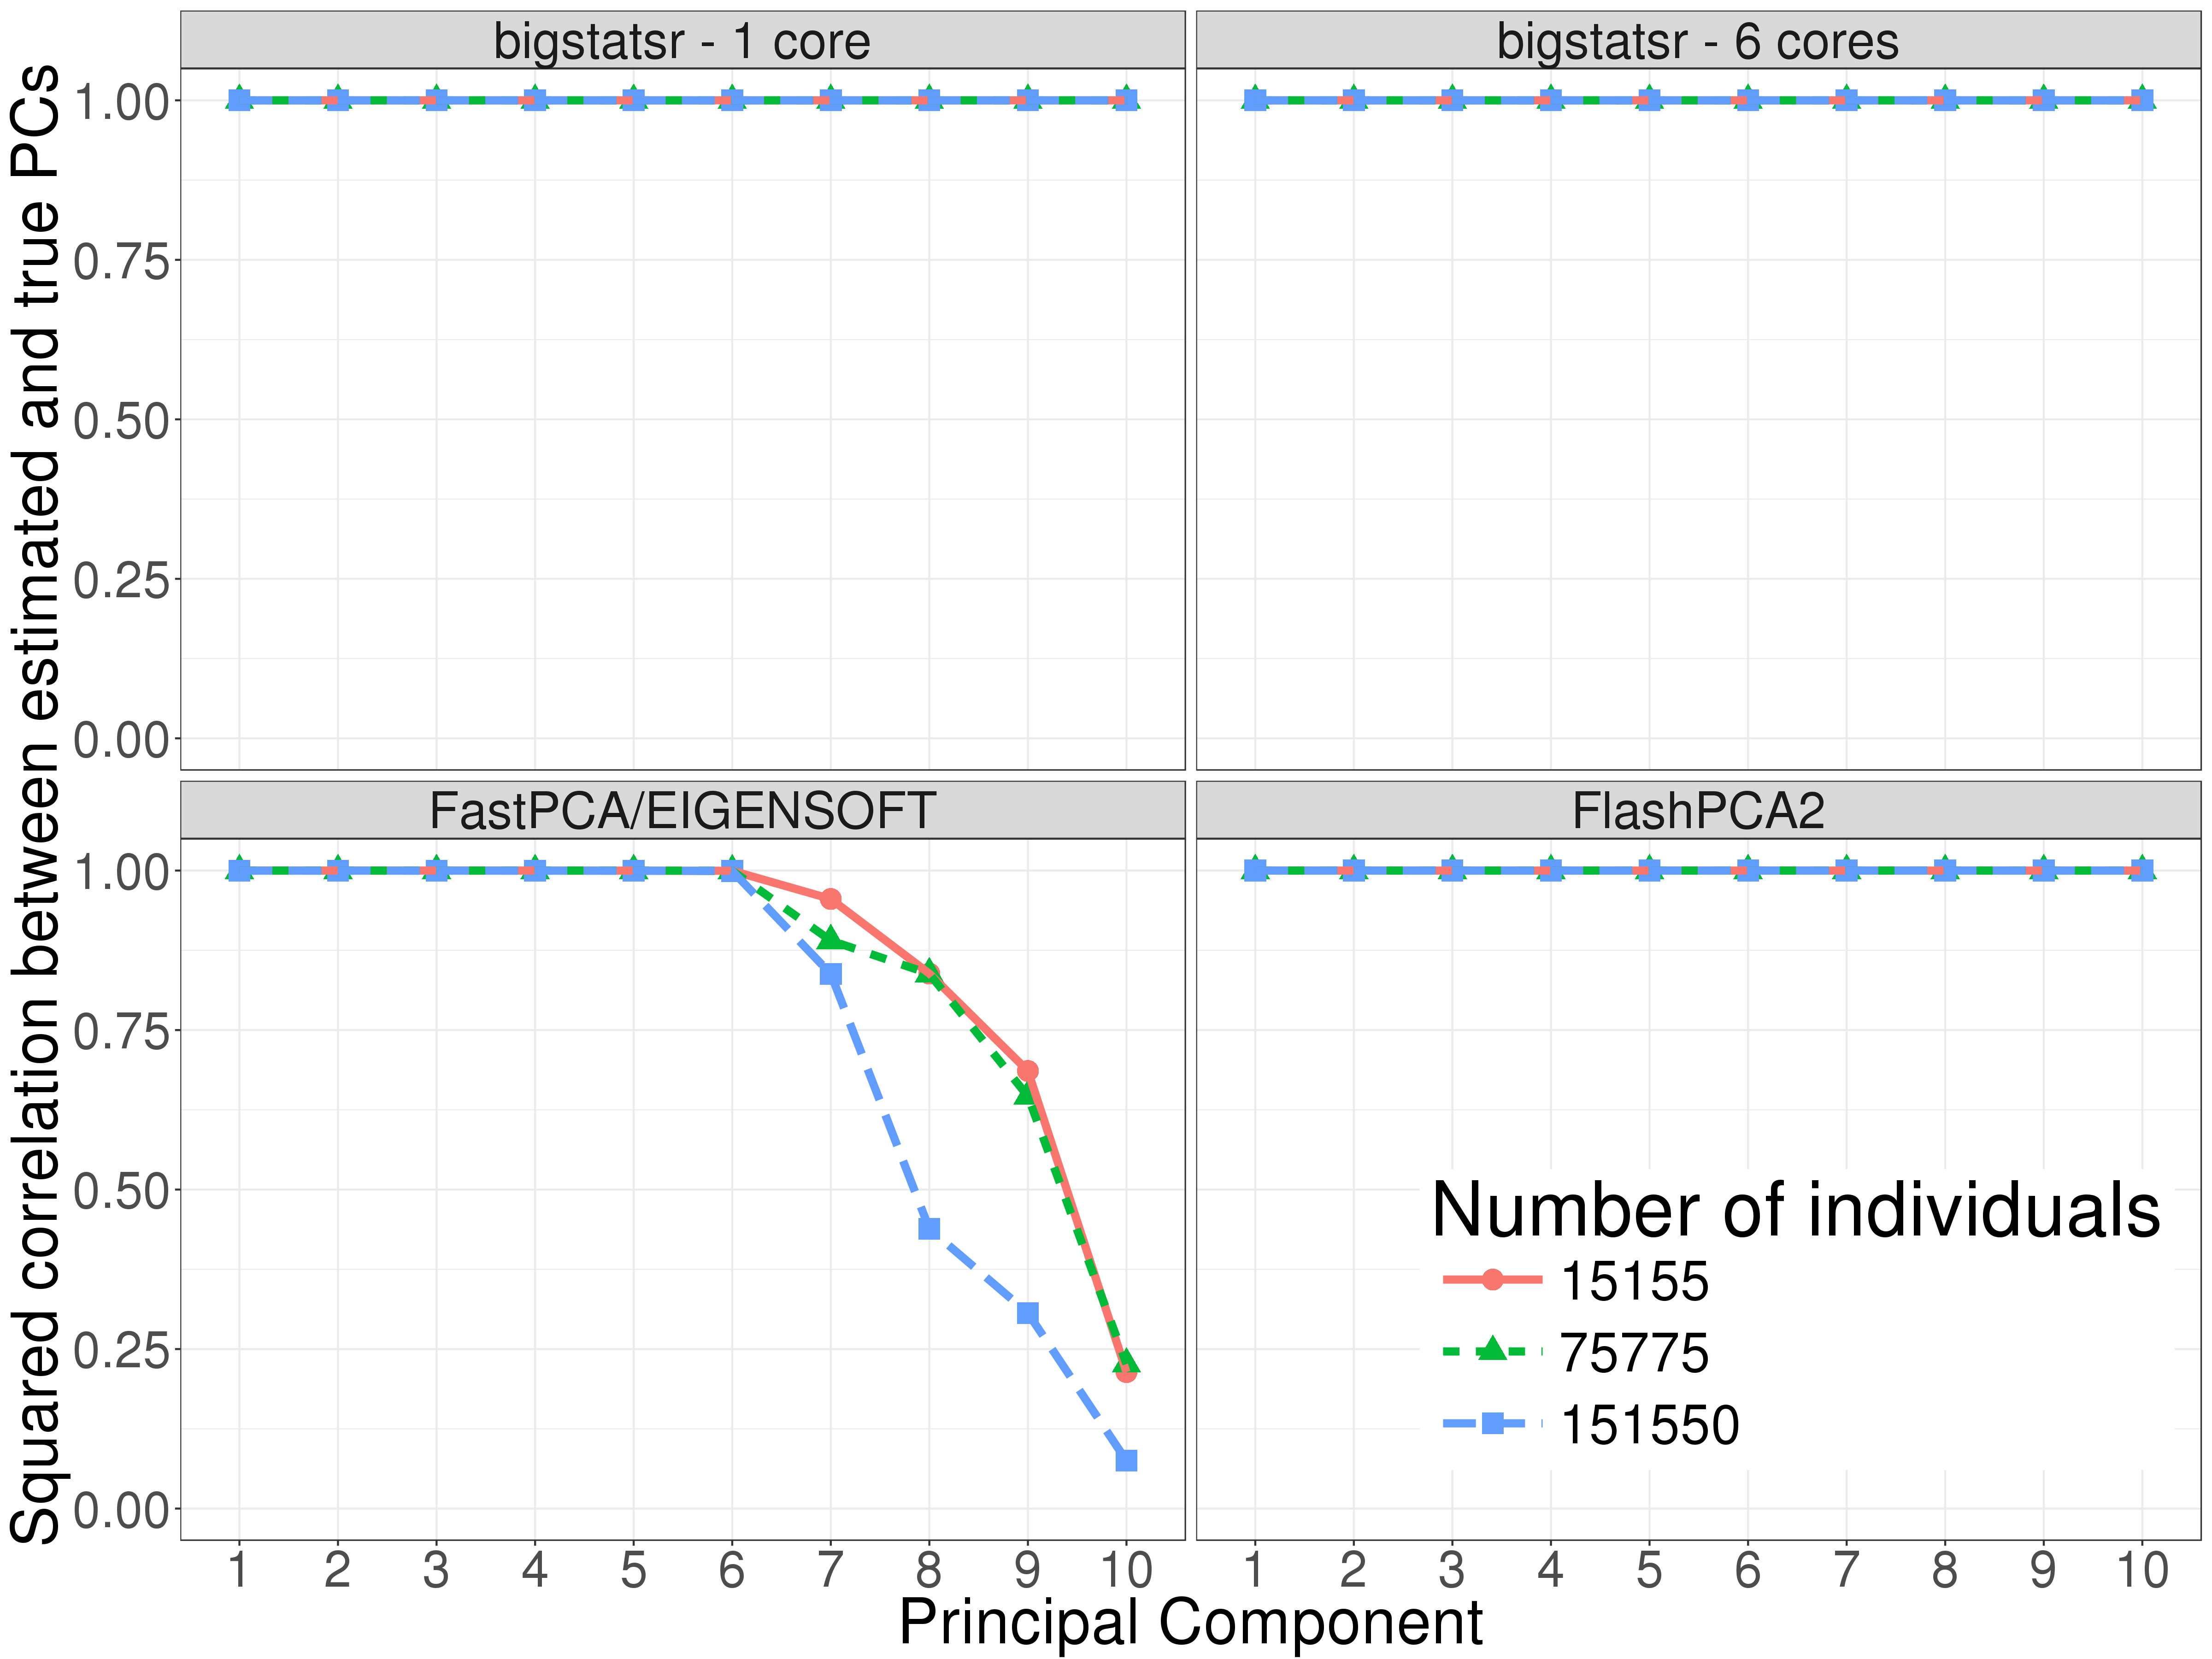 Squared correlation between estimated and true PCs
bigstatsr - 1 core
bigstatsr - 6 cores
1.00
0.75
0.50
0.25
0.00
FastPCA/EIGENSOFT
FlashPCA2
1.00
0.75
0.50
0.25
0.00
Number of individuals
15155
75775
151550
1 2 3 4 5 6 7 8 9 10
1 2 3 4 5 6 7 8 9 10
Principal Component